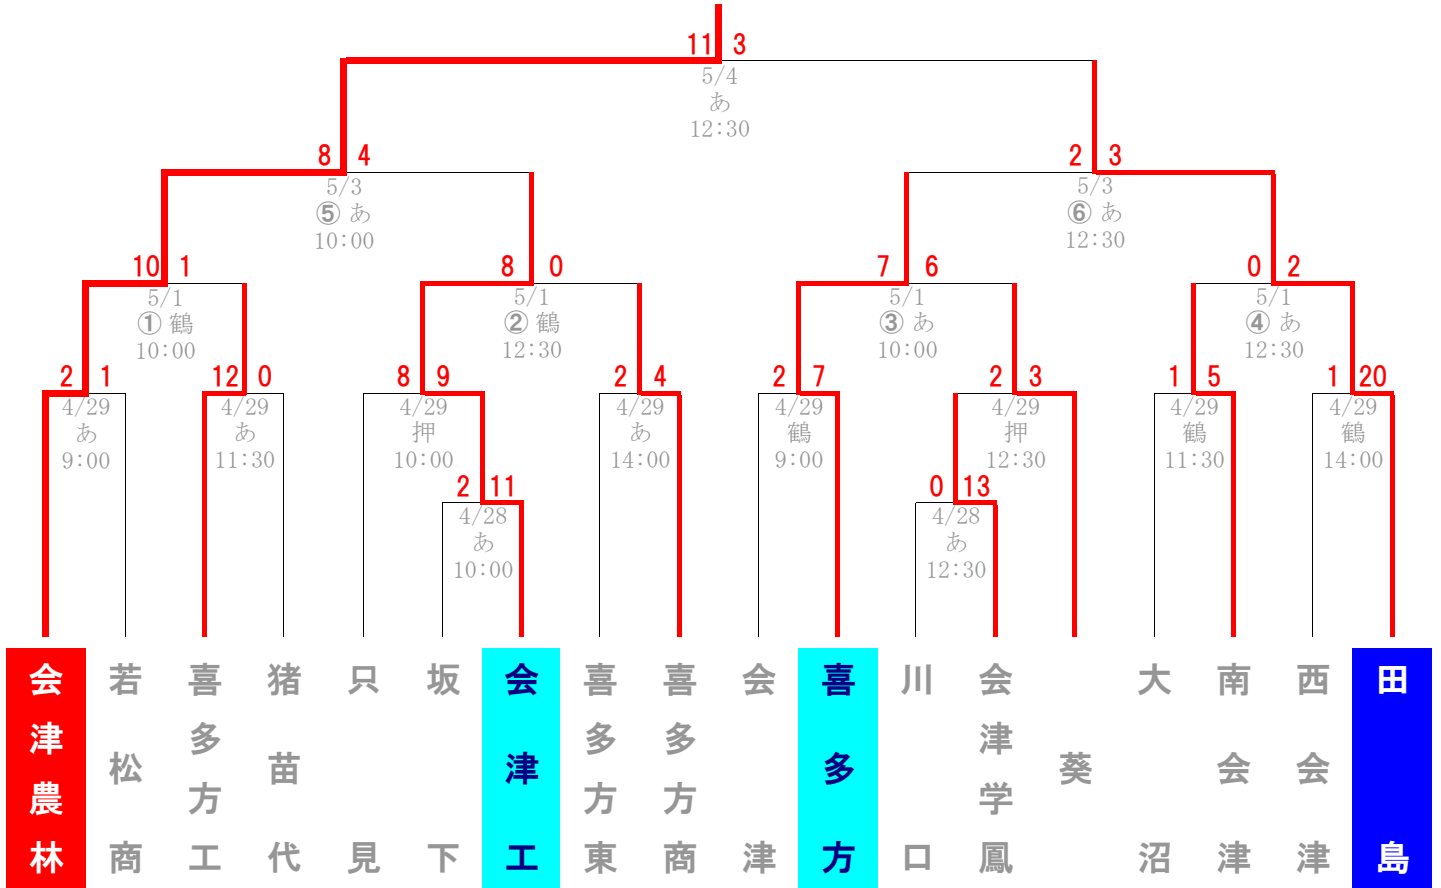 11 3
5/4
あ
12:30
8 4
5/3
⑤ あ
10:00
2 3
5/3
⑥ あ
12:30
10 1
5/1
① 鶴
10:00
8 0
5/1
② 鶴
12:30
7 6
5/1
③ あ
10:00
0 2
5/1
④ あ
12:30
2 1
4/29
あ
9:00
12 0
4/29
あ
11:30
8 9
4/29
押
10:00
2 4
4/29
あ
14:00
2 7
4/29
鶴
9:00
2 3
4/29
押
12:30
1 5
4/29
鶴
11:30
1 20
4/29
鶴
14:00
2 11
4/28
あ
10:00
0 13
4/28
あ
12:30
会津農林
若松商
喜多方工
猪苗代
只見
坂下
会津工
喜多方東
喜多方商
会津
喜多方
川口
会津学鳳
葵
大沼
南会津
西会津
田島